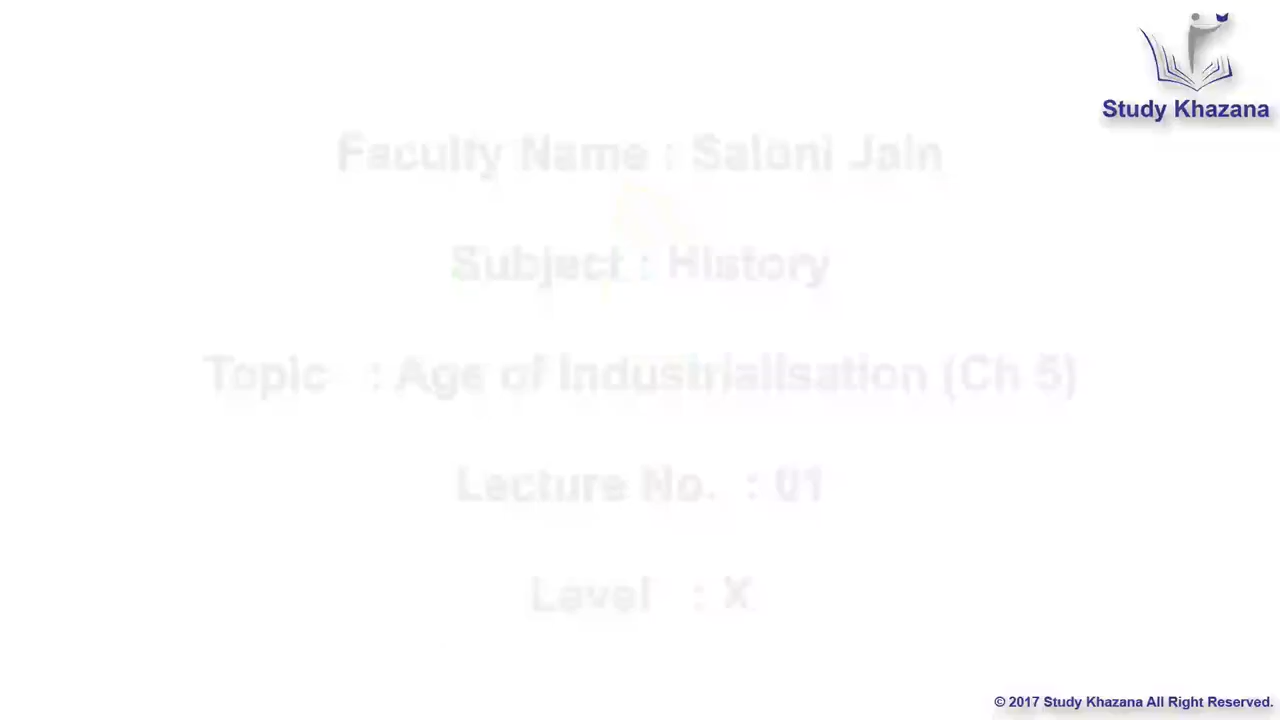 Study Khazana
Faculty Name : Saloni Jain
Subject : History
Topic : Age of Industrialisation (Ch 5)
Lecture No. : 01
Level : X
© 2017 Study Khazana All Right Reserved.